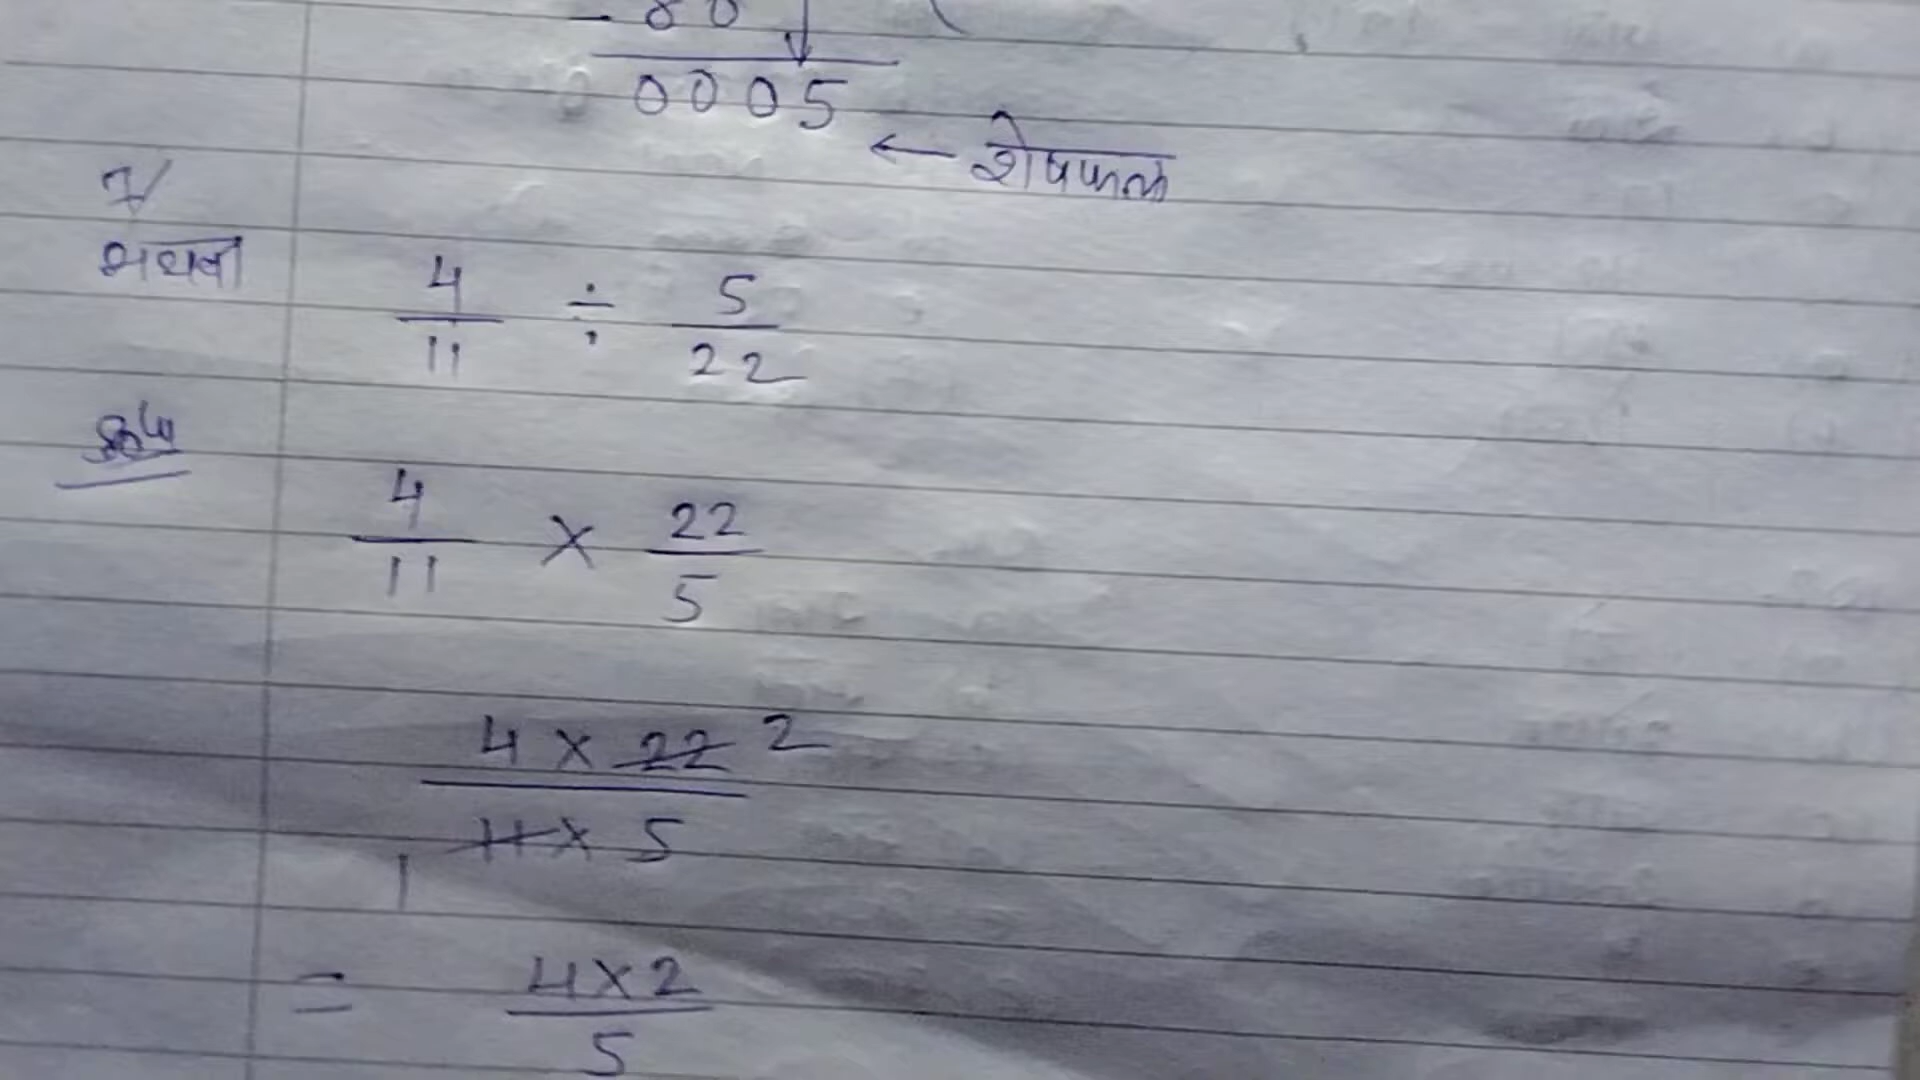 - 80
0005
← शेषफल
7/
अथवा
4/11 ÷ 5/22
4/11 × 22/5
4 × 22 2
11 × 5
1
= 4×2/5